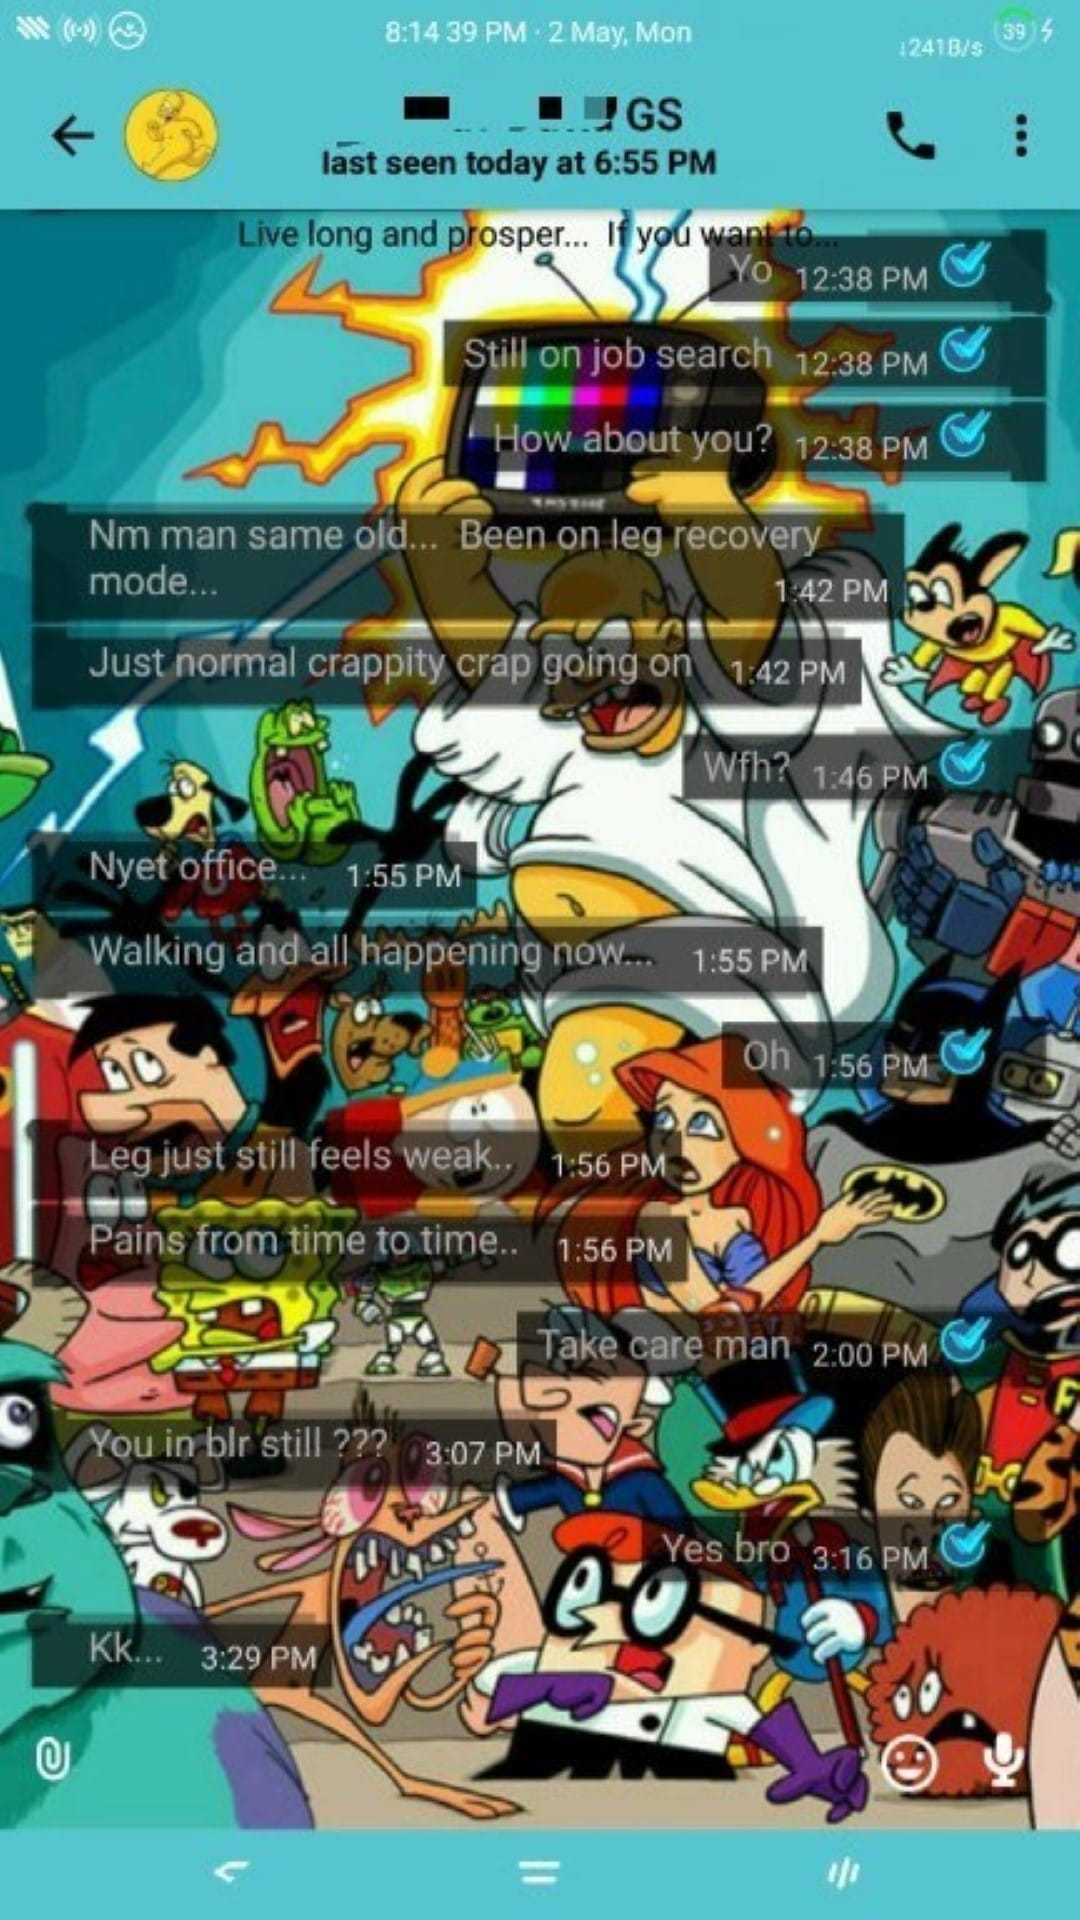 8:14 39 PM · 2 May, Mon
39
↓241B/s
GS
last seen today at 6:55 PM
Live long and prosper... If you want to...
Yo 12:38 PM
Still on job search 12:38 PM
How about you? 12:38 PM
Nm man same old... Been on leg recovery
mode... 1:42 PM
Just normal crappity crap going on 1:42 PM
Wfh? 1:46 PM
Nyet office... 1:55 PM
Walking and all happening now... 1:55 PM
Oh 1:56 PM
Leg just still feels weak.. 1:56 PM
Pains from time to time.. 1:56 PM
Take care man 2:00 PM
You in blr still ??? 3:07 PM
Yes bro 3:16 PM
Kk... 3:29 PM